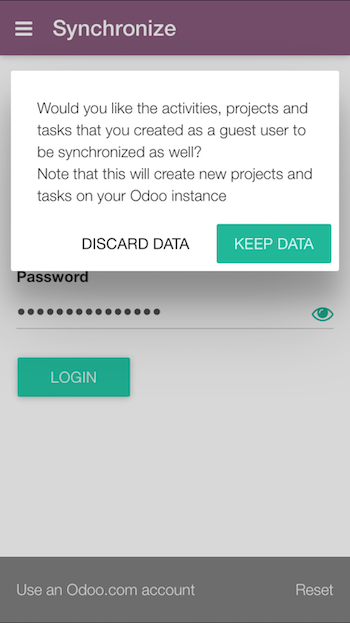 Synchronize
Would you like the activities, projects and
tasks that you created as a guest user to
be synchronized as well?
Note that this will create new projects and
tasks on your Odoo instance
DISCARD DATA KEEP DATA
Password
LOGIN
Use an Odoo.com account Reset